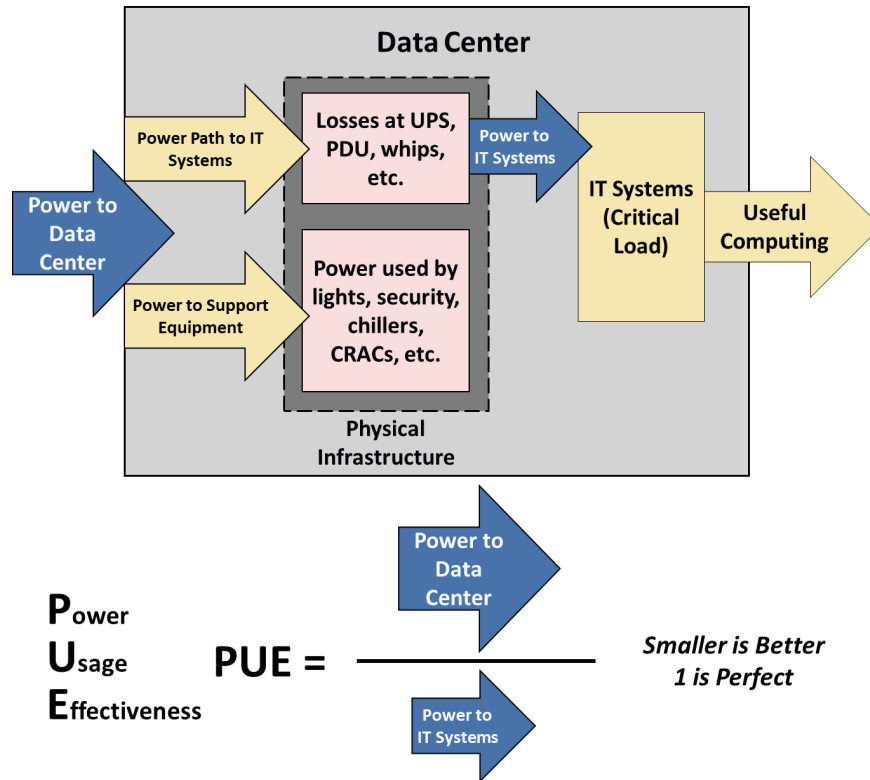 Data Center
Power Path to IT
Systems
Losses at UPS,
PDU, whips,
etc.
Power to
IT Systems
IT Systems
(Critical
Load)
Useful
Computing
Power to
Data
Center
Power to Support
Equipment
Power used by
lights, security,
chillers,
CRACs, etc.
Physical
Infrastructure
Power
Usage
Effectiveness
PUE =
Power to
Data
Center
Power to
IT Systems
Smaller is Better
1 is Perfect